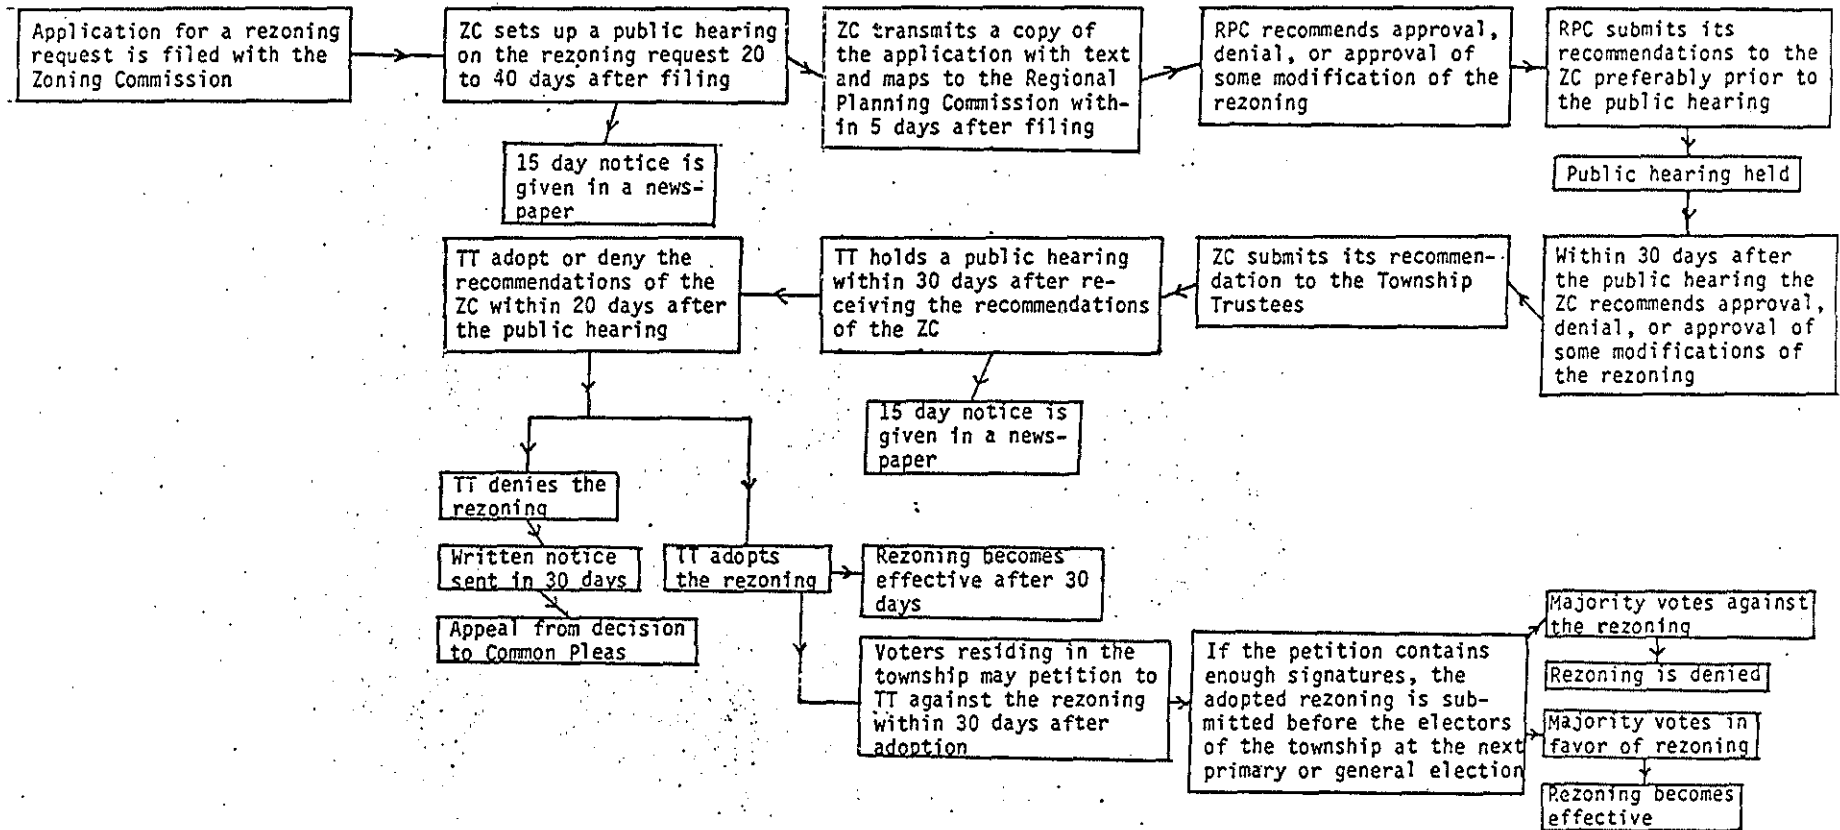 Application for a rezoning
request is filed with the
Zoning Commission
ZC sets up a public hearing
on the rezoning request 20
to 40 days after filing
15 day notice is
given in a news-
paper
ZC transmits a copy of
the application with text
and maps to the Regional
Planning Commission with-
in 5 days after filing
RPC recommends approval,
denial, or approval of
some modification of the
rezoning
RPC submits its
recommendations to the
ZC preferably prior to
the public hearing
Public hearing held
Within 30 days after
the public hearing the
ZC recommends approval,
denial, or approval of
some modifications of
the rezoning
ZC submits its recommen-
dation to the Township
Trustees
TT holds a public hearing
within 30 days after re-
ceiving the recommendations
of the ZC
15 day notice is
given in a news-
paper
TT adopt or deny the
recommendations of the
ZC within 20 days after
the public hearing
TT denies the
rezoning
Written notice
sent in 30 days
Appeal from decision
to Common Pleas
TT adopts
the rezoning
Rezoning becomes
effective after 30
days
Voters residing in the
township may petition to
TT against the rezoning
within 30 days after
adoption
If the petition contains
enough signatures, the
adopted rezoning is sub-
mitted before the electors
of the township at the next
primary or general election
Majority votes against
the rezoning
Rezoning is denied
Majority votes in
favor of rezoning
Rezoning becomes
effective